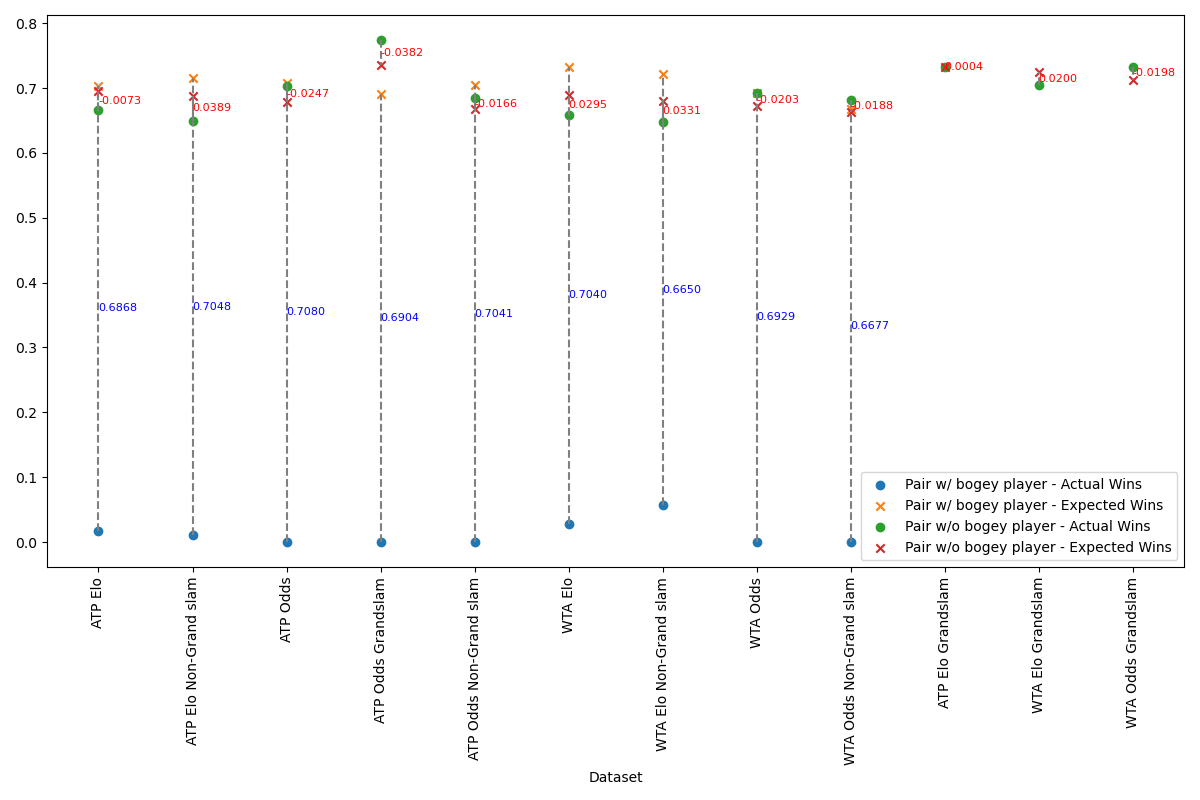 0.8
0.7
0.6
0.5
0.4
0.3
0.2
0.1
0.0
-0.0073
0.0389
-0.0247
-0.0382
-0.0166
0.0295
0.0331
-0.0203
-0.0188
0.0004
0.0200
-0.0198
0.6868
0.7048
0.7080
0.6904
0.7041
0.7040
0.6650
0.6929
0.6677
Pair w/ bogey player - Actual Wins
Pair w/ bogey player - Expected Wins
Pair w/o bogey player - Actual Wins
Pair w/o bogey player - Expected Wins
ATP Elo
ATP Elo Non-Grand slam
ATP Odds
ATP Odds Grandslam
ATP Odds Non-Grand slam
WTA Elo
WTA Elo Non-Grand slam
WTA Odds
WTA Odds Non-Grand slam
ATP Elo Grandslam
WTA Elo Grandslam
WTA Odds Grandslam
Dataset